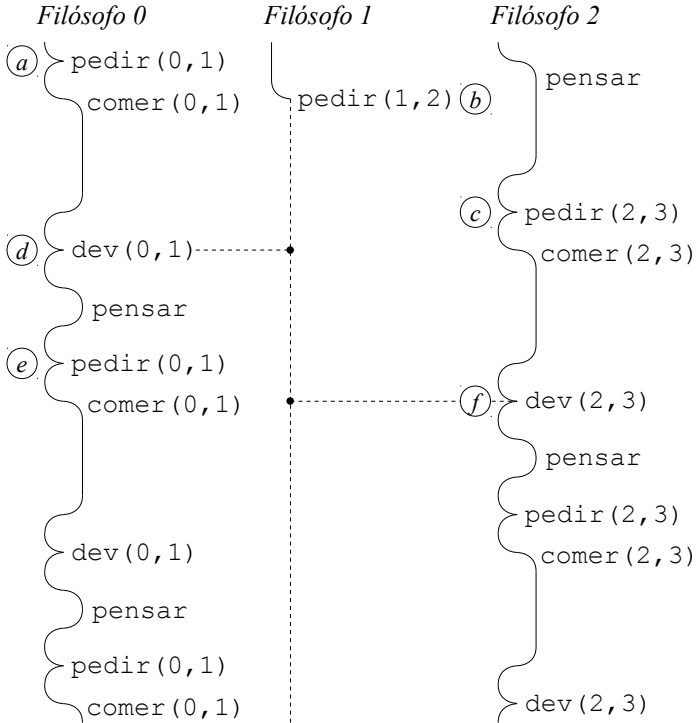 Filósofo 0 Filósofo 1 Filósofo 2
a pedir(0,1)
pensar
comer(0,1) pedir(1,2) b
c pedir(2,3)
d dev(0,1) comer(2,3)
pensar
e pedir(0,1)
comer(0,1) f dev(2,3)
pensar
pedir(2,3)
dev(0,1) comer(2,3)
pensar
pedir(0,1)
comer(0,1) dev(2,3)